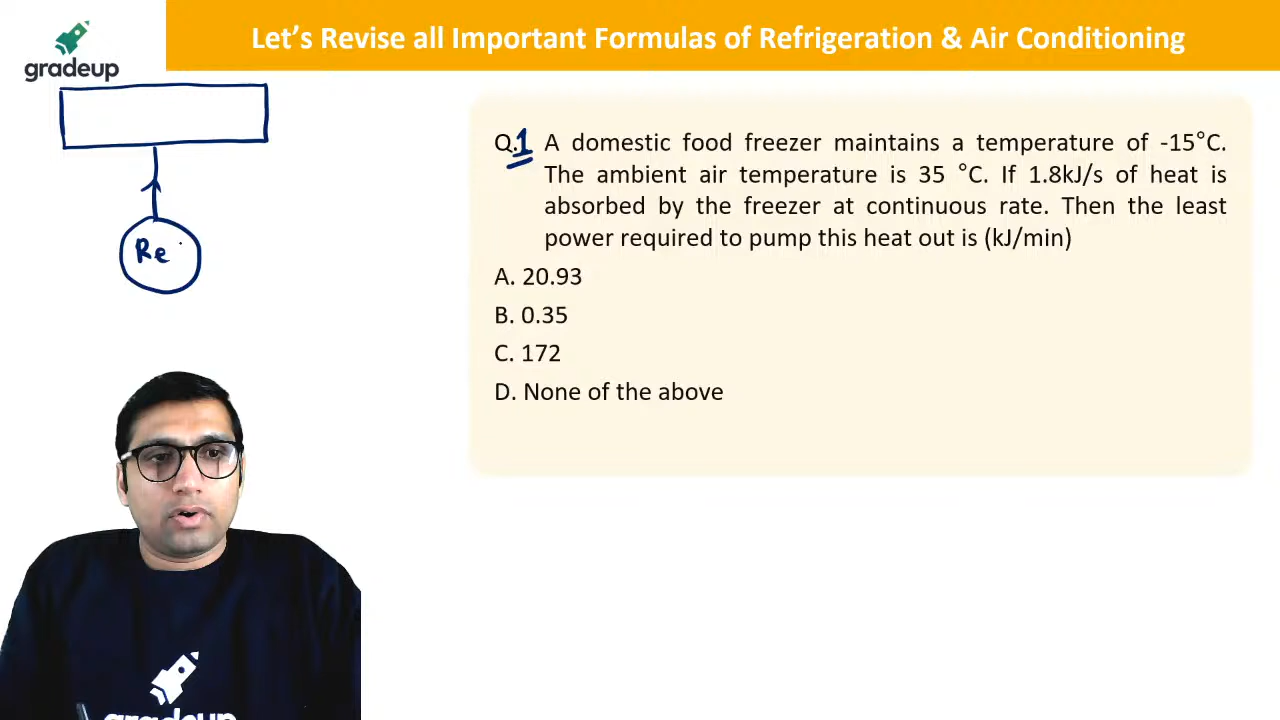 Let's Revise all Important Formulas of Refrigeration & Air Conditioning
gradeup
Q.1 A domestic food freezer maintains a temperature of -15°C.
The ambient air temperature is 35 °C. If 1.8kJ/s of heat is
absorbed by the freezer at continuous rate. Then the least
power required to pump this heat out is (kJ/min)
A. 20.93
B. 0.35
C. 172
D. None of the above
Re
gradeup